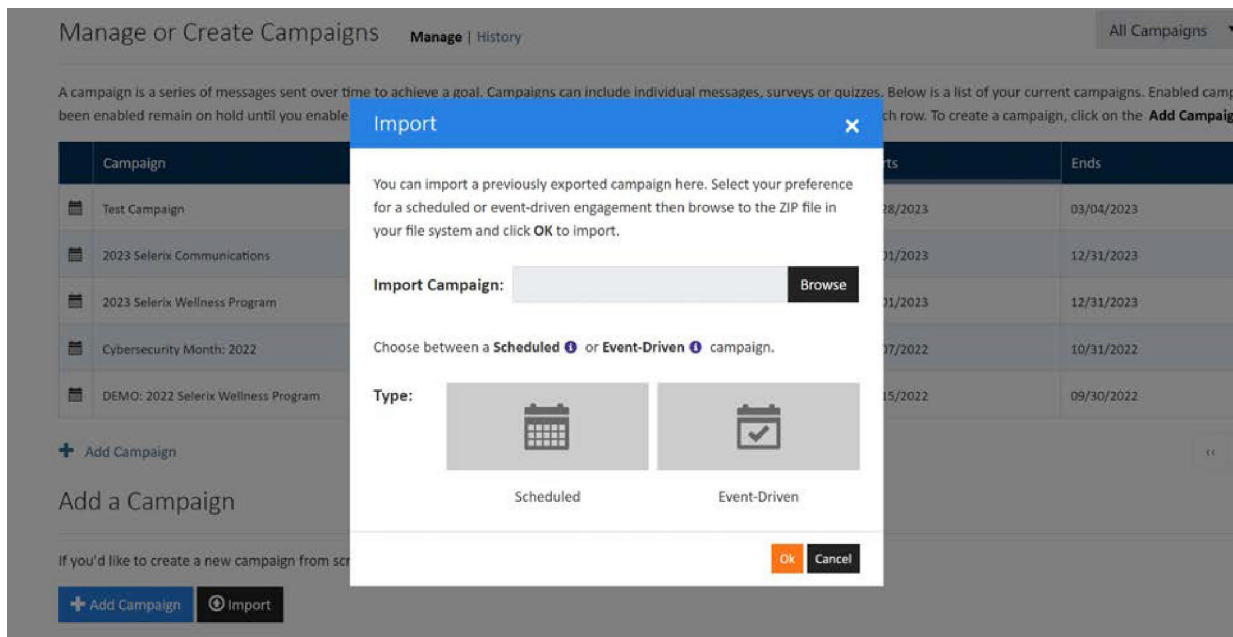 Manage or Create Campaigns Manage | History All Campaigns
A campaign is a series of messages sent over time to achieve a goal. Campaigns can include individual messages, surveys or quizzes. Below is a list of your current campaigns. Enabled camp
been enabled remain on hold until you enable ch row. To create a campaign, click on the Add Campaig
Import
Campaign rts Ends
You can import a previously exported campaign here. Select your preference
for a scheduled or event-driven engagement then browse to the ZIP file in
your file system and click OK to import.
Test Campaign 28/2023 03/04/2023
2023 Selerix Communications 01/2023 12/31/2023
Import Campaign: Browse
2023 Selerix Wellness Program 01/2023 12/31/2023
Choose between a Scheduled or Event-Driven campaign.
Cybersecurity Month: 2022 07/2022 10/31/2022
Type:
DEMO: 2022 Selerix Wellness Program 15/2022 09/30/2022
Add Campaign ‹‹
Scheduled Event-Driven
Add a Campaign
If you'd like to create a new campaign from scr
Ok Cancel
Add Campaign Import